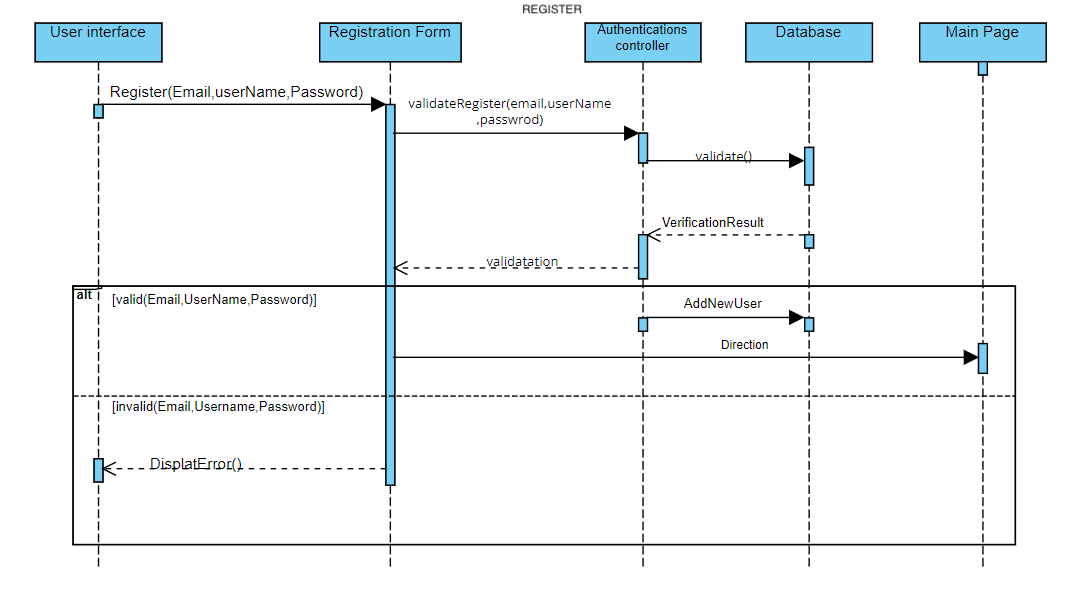 REGISTER
User interface
Registration Form
Authentications
controller
Database
Main Page
Register(Email,userName,Password)
validateRegister(email,userName
,passwrod)
validate()
VerificationResult
validatation
alt
[valid(Email,UserName,Password)]
AddNewUser
Direction
[invalid(Email,Username,Password)]
DisplatError()